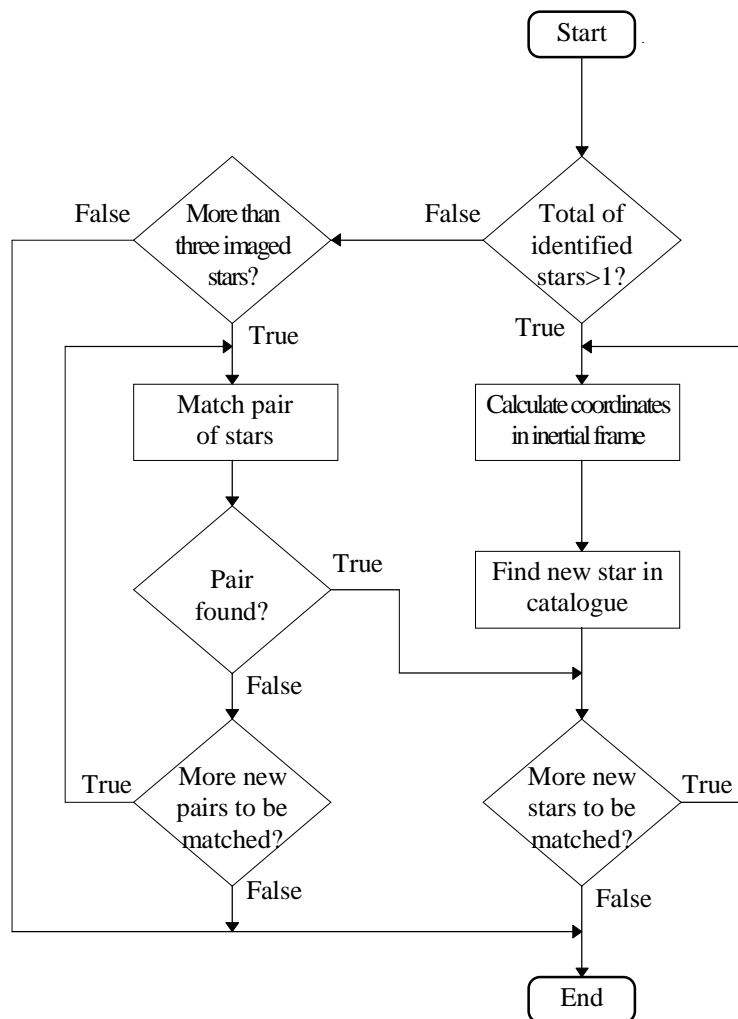 Start
False
More than
three imaged
stars?
False
Total of
identified
stars>1?
True
True
Match pair
of stars
Calculate coordinates
in inertial frame
Pair
found?
True
Find new star in
catalogue
False
True
More new
pairs to be
matched?
More new
stars to be
matched?
True
False
False
End